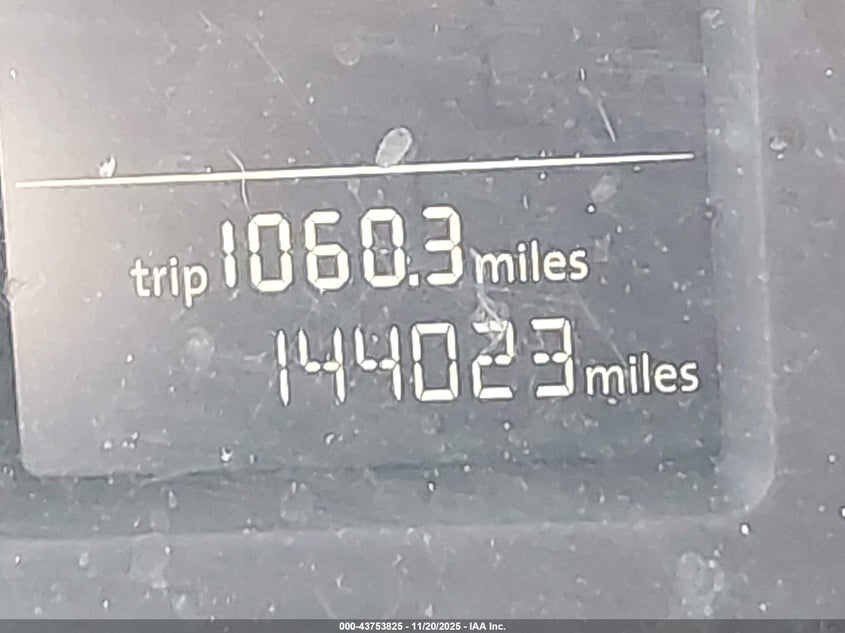 trip 1060.3 miles
144023 miles
000-43753825 - 11/20/2025 - IAA Inc.